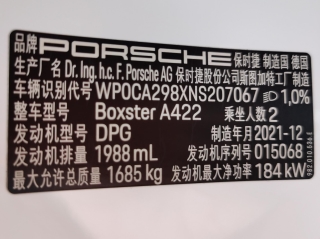 品牌 PORSCHE 保时捷 制造国 德国
生产厂名 Dr. Ing. h.c. F. Porsche AG 保时捷股份公司斯图加特工厂制造
车辆识别代号 WP0CA298XNS207067 1,0%
整车型号 Boxster A422 乘坐人数 2
发动机型号 DPG 制造年月 2021-12
发动机排量 1988 mL 发动机序列号 015068
最大允许总质量 1685 kg 发动机最大净功率 184 kW